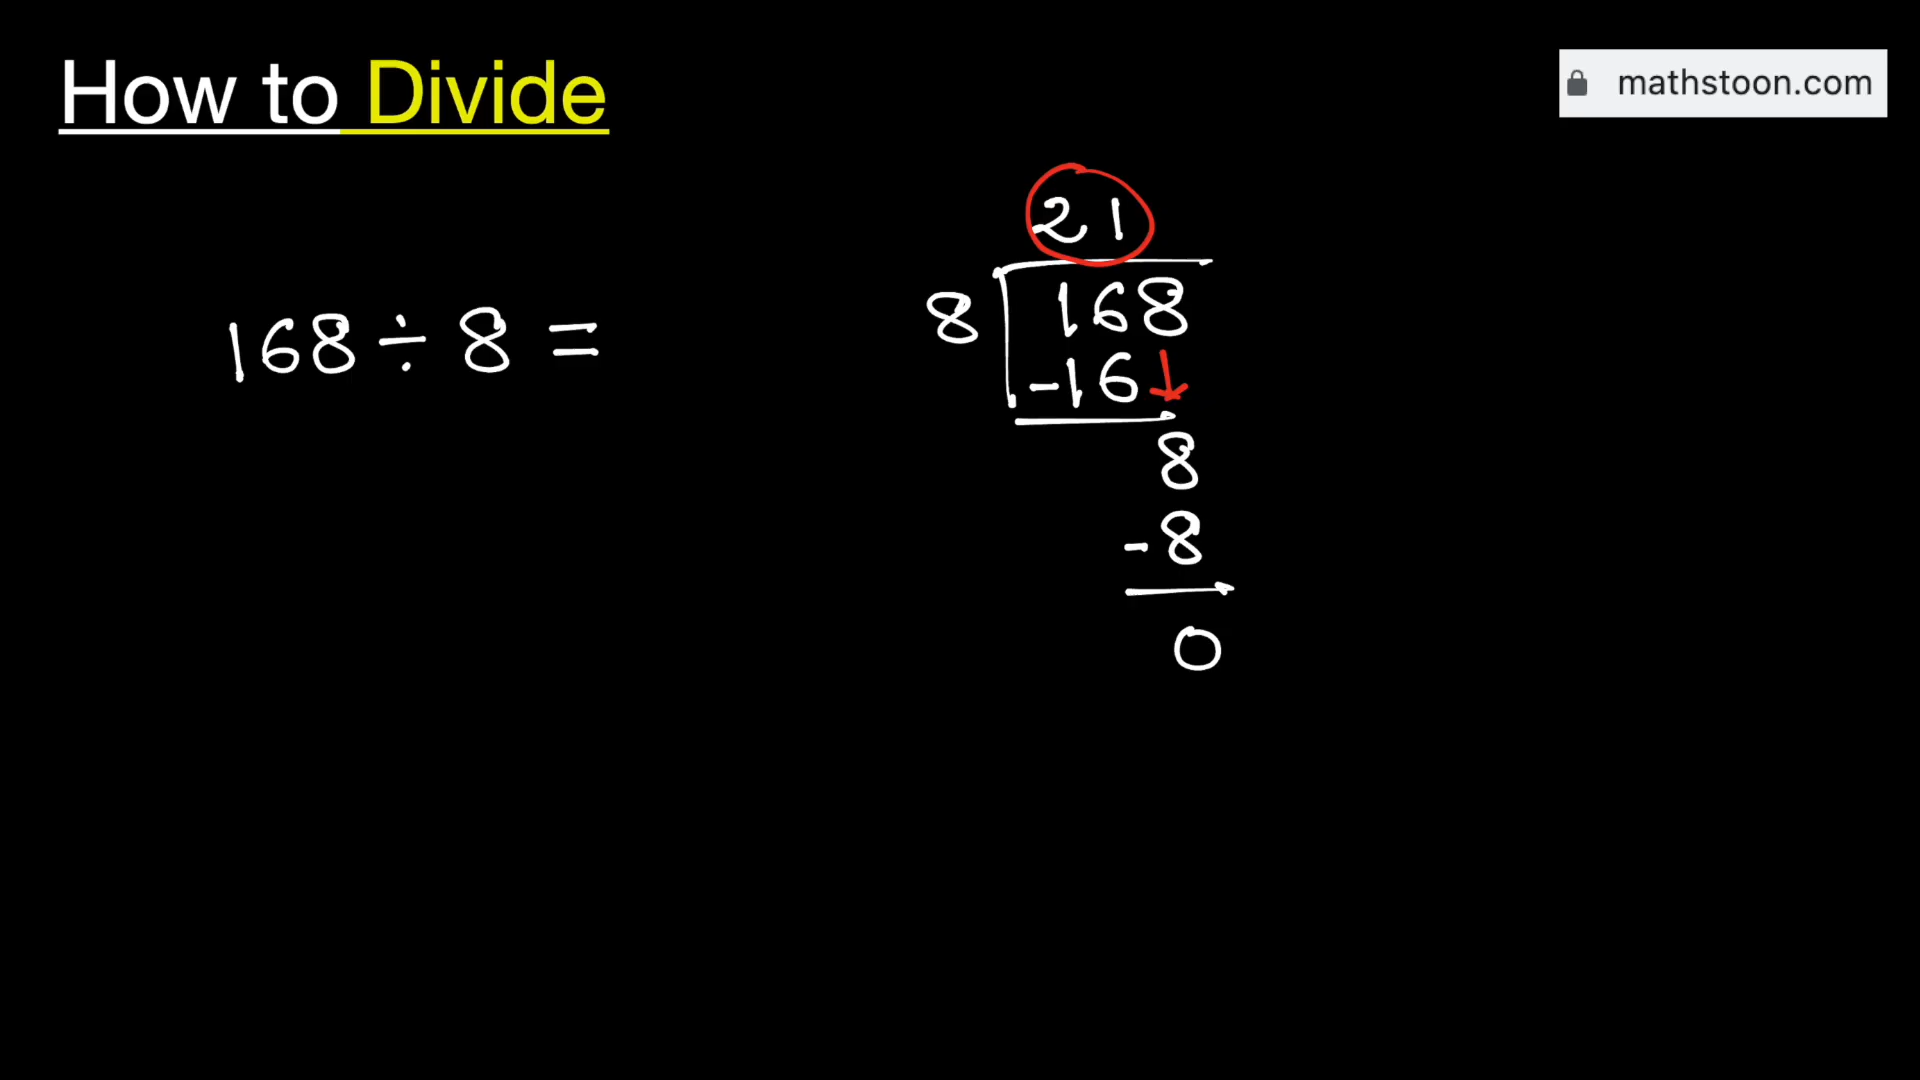 How to Divide
mathstoon.com
168 ÷ 8 =
21
8 168
-16
8
-8
0